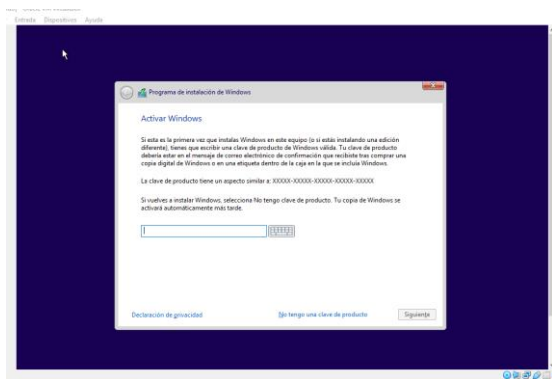 Entrada Dispositivos Ayuda
Programa de instalación de Windows
Activar Windows
Si esta es la primera vez que instalas Windows en este equipo (o si estás instalando una edición
diferente), tienes que escribir una clave de producto de Windows válida. Tu clave de producto
debería estar en el mensaje de correo electrónico de confirmación que recibiste tras comprar una
copia digital de Windows o en una etiqueta dentro de la caja en la que se incluía Windows.
La clave de producto tiene un aspecto similar a: XXXXX-XXXXX-XXXXX-XXXXX-XXXXX
Si vuelves a instalar Windows, selecciona No tengo clave de producto. Tu copia de Windows se
activará automáticamente más tarde.
Declaración de privacidad
No tengo una clave de producto
Siguiente